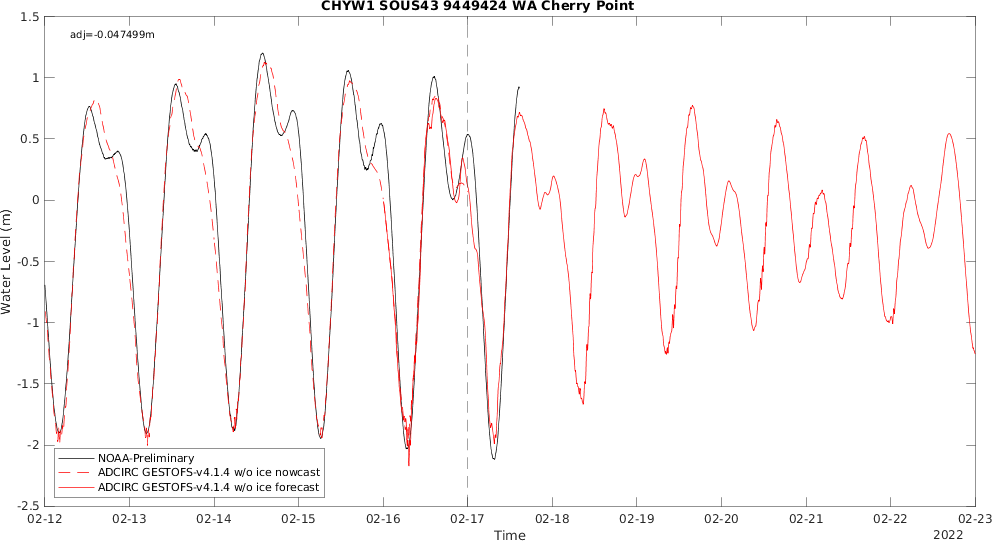 CHYW1 SOUS43 9449424 WA Cherry Point
adj=-0.047499m
1.5
1
0.5
0
-0.5
-1
-1.5
-2
-2.5
Water Level (m)
NOAA-Preliminary
ADCIRC GESTOFS-v4.1.4 w/o ice nowcast
ADCIRC GESTOFS-v4.1.4 w/o ice forecast
02-12 02-13 02-14 02-15 02-16 02-17 02-18 02-19 02-20 02-21 02-22 02-23
Time
2022